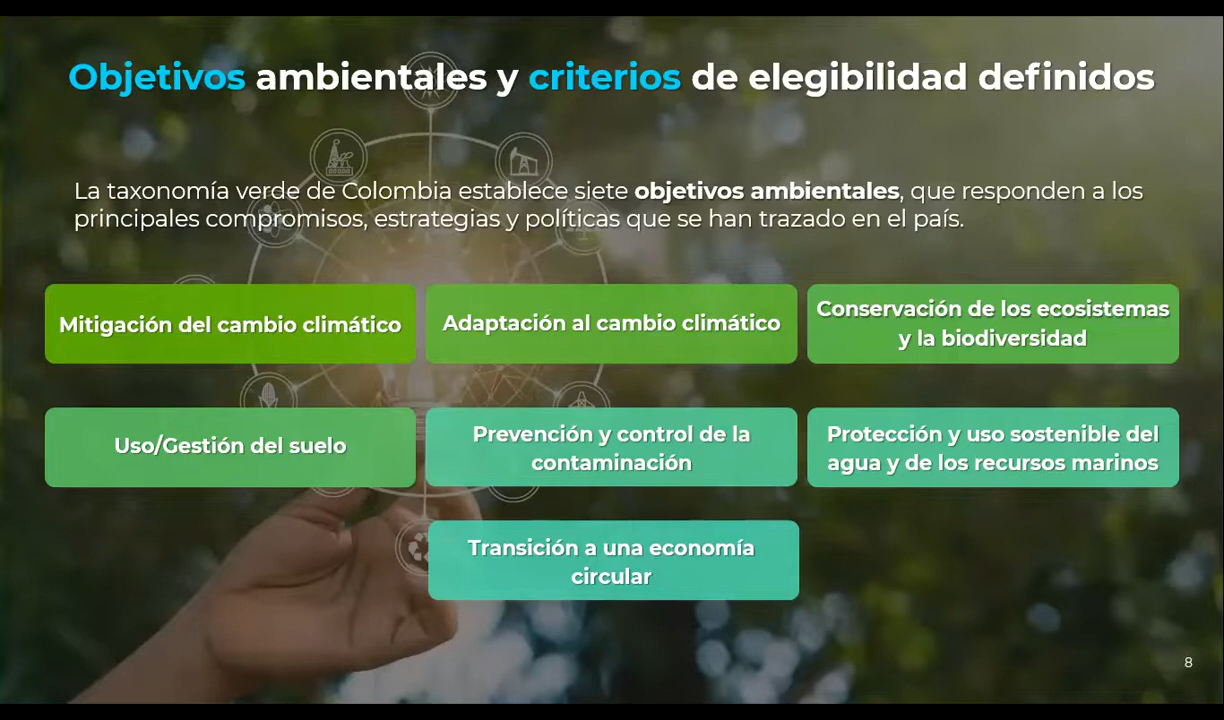 Objetivos ambientales y criterios de elegibilidad definidos
La taxonomía verde de Colombia establece siete objetivos ambientales, que responden a los
principales compromisos, estrategias y políticas que se han trazado en el país.
Mitigación del cambio climático
Adaptación al cambio climático
Conservación de los ecosistemas
y la biodiversidad
Uso/Gestión del suelo
Prevención y control de la
contaminación
Protección y uso sostenible del
agua y de los recursos marinos
Transición a una economía
circular
8